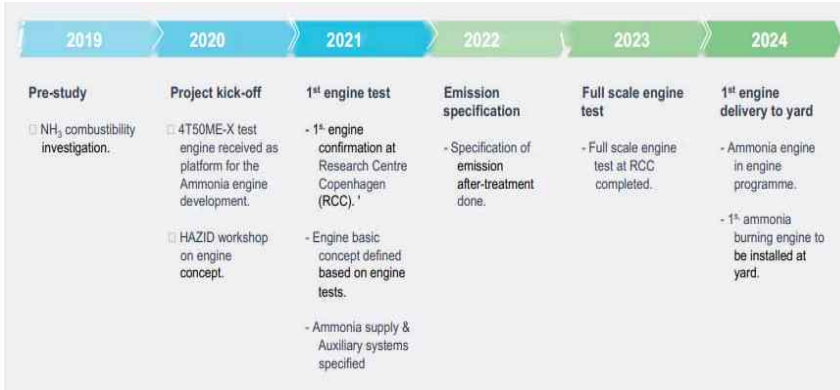 2019
2020
2021
2022
2023
2024
Pre-study
□ NH₃ combustibility
investigation.
Project kick-off
□ 4T50ME-X test
engine received as
platform for the
Ammonia engine
development.
□ HAZID workshop
on engine
concept.
1st engine test
- 1s. engine
confirmation at
Research Centre
Copenhagen
(RCC). '
- Engine basic
concept defined
based on engine
tests.
- Ammonia supply &
Auxiliary systems
specified
Emission
specification
- Specification of
emission
after-treatment
done.
Full scale engine
test
- Full scale engine
test at RCC
completed.
1st engine
delivery to yard
- Ammonia engine
in engine
programme.
- 1s. ammonia
burning engine to
be installed at
yard.